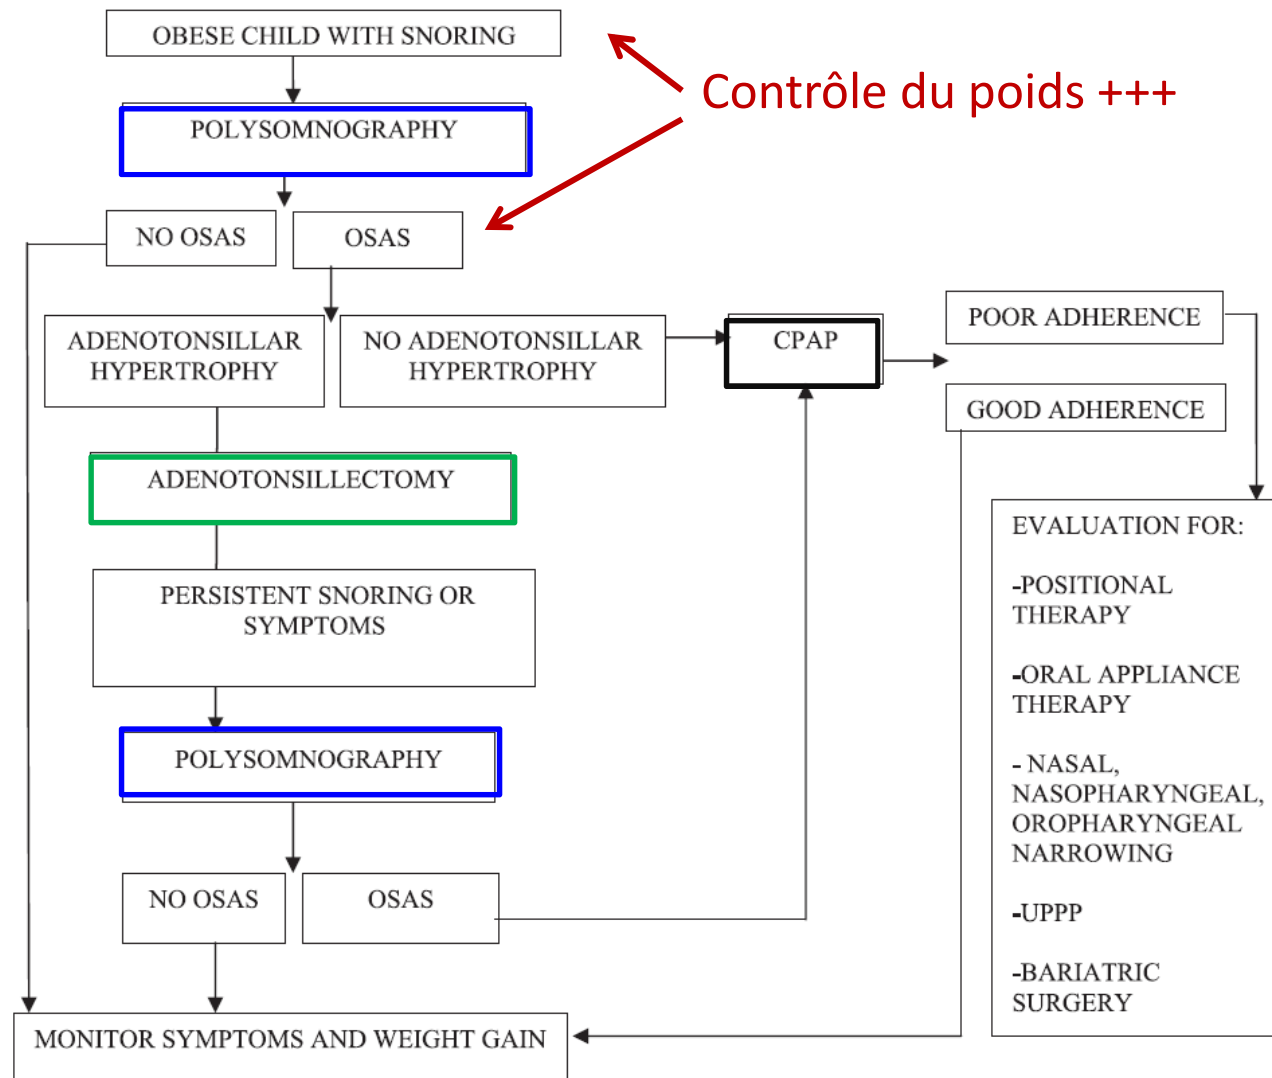 OBESE CHILD WITH SNORING
Contrôle du poids +++
POLYSOMNOGRAPHY
NO OSAS
OSAS
ADENOTONSILLAR
HYPERTROPHY
NO ADENOTONSILLAR
HYPERTROPHY
CPAP
POOR ADHERENCE
GOOD ADHERENCE
ADENOTONSILLECTOMY
PERSISTENT SNORING OR
SYMPTOMS
POLYSOMNOGRAPHY
NO OSAS
OSAS
MONITOR SYMPTOMS AND WEIGHT GAIN
EVALUATION FOR:
-POSITIONAL
THERAPY
-ORAL APPLIANCE
THERAPY
- NASAL,
NASOPHARYNGEAL,
OROPHARYNGEAL
NARROWING
-UPPP
-BARIATRIC
SURGERY